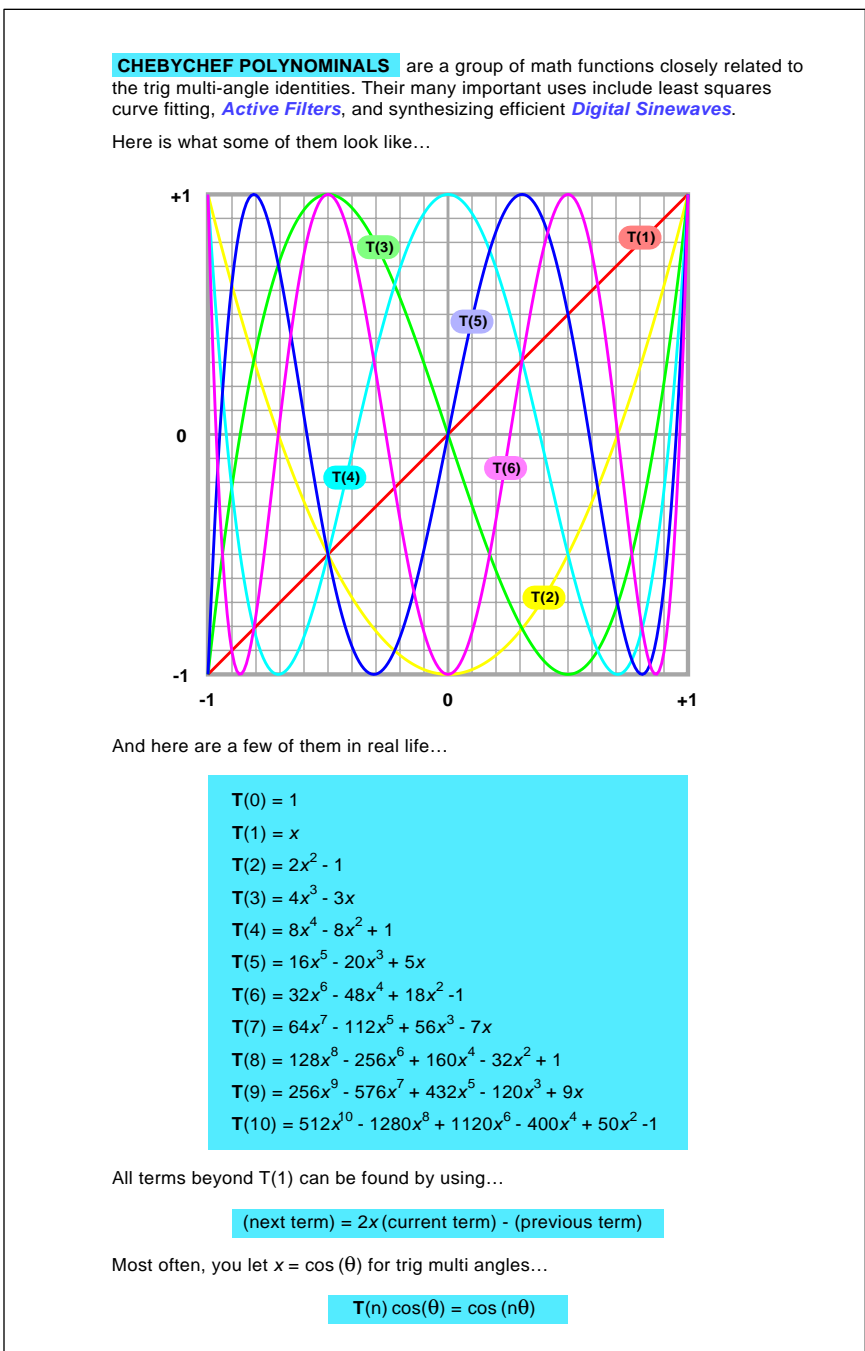 CHEBYCHEF POLYNOMINALS are a group of math functions closely related to
the trig multi-angle identities. Their many important uses include least squares
curve fitting, Active Filters, and synthesizing efficient Digital Sinewaves.
Here is what some of them look like…
+1
T(1)
T(3)
T(5)
0
T(6)
T(4)
T(2)
-1
-1 0 +1
And here are a few of them in real life…
T(0) = 1
T(1) = x
T(2) = 2x² - 1
T(3) = 4x³ - 3x
T(4) = 8x⁴ - 8x² + 1
T(5) = 16x⁵ - 20x³ + 5x
T(6) = 32x⁶ - 48x⁴ + 18x² -1
T(7) = 64x⁷ - 112x⁵ + 56x³ - 7x
T(8) = 128x⁸ - 256x⁶ + 160x⁴ - 32x² + 1
T(9) = 256x⁹ - 576x⁷ + 432x⁵ - 120x³ + 9x
T(10) = 512x¹⁰ - 1280x⁸ + 1120x⁶ - 400x⁴ + 50x² -1
All terms beyond T(1) can be found by using…
(next term) = 2x (current term) - (previous term)
Most often, you let x = cos (θ) for trig multi angles…
T(n) cos(θ) = cos (nθ)